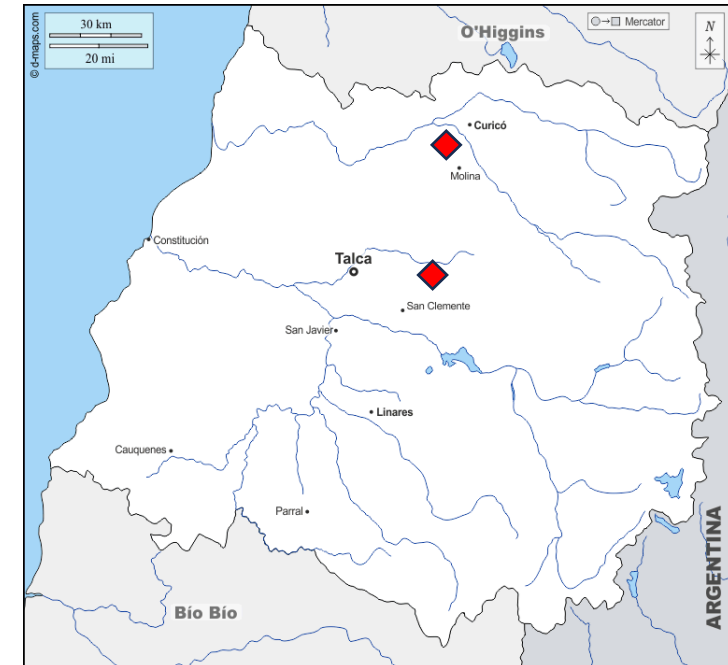 30 km
20 mi
© d-maps.com
O'Higgins
Mercator
N
Curicó
Molina
Constitución
Talca
San Clemente
San Javier
Linares
Cauquenes
Parral
ARGENTINA
Bío Bío